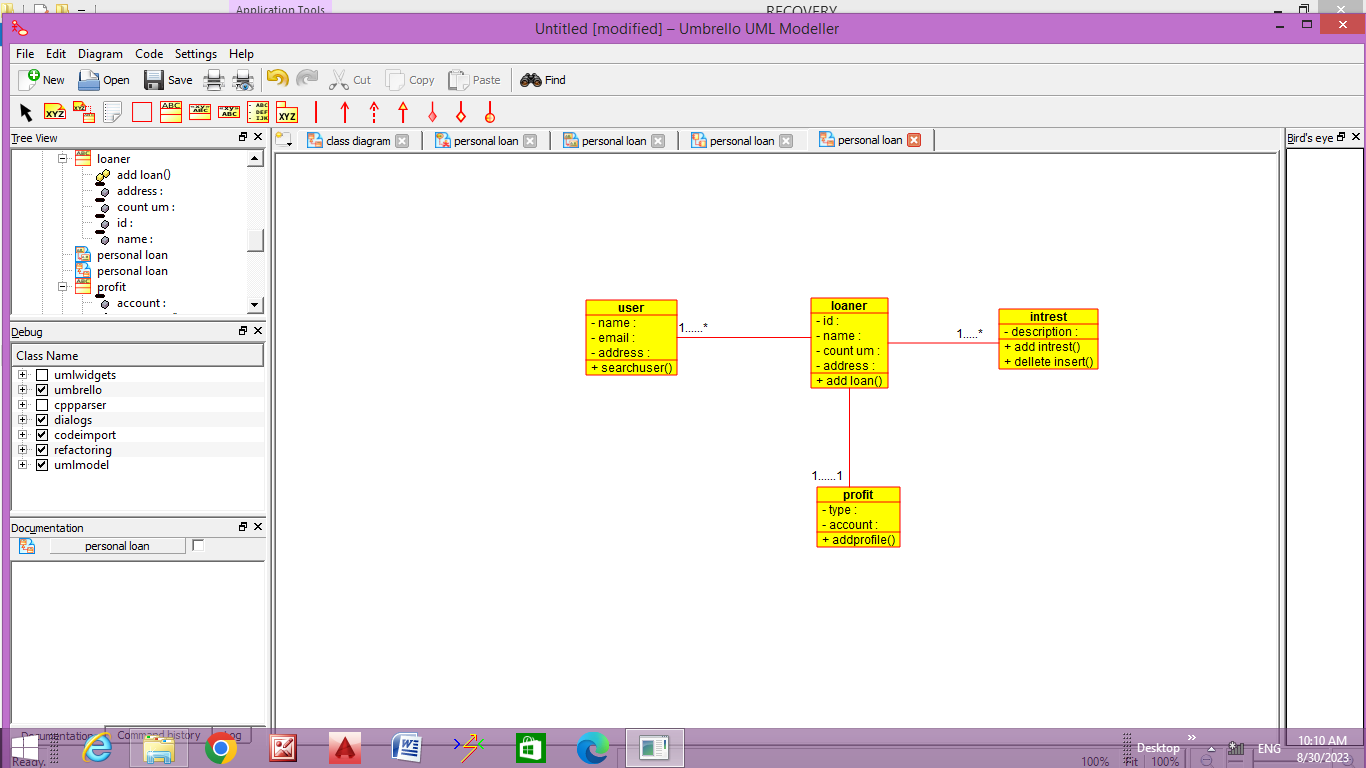 Application Tools
RECOVERY
Untitled [modified] – Umbrello UML Modeller
File Edit Diagram Code Settings Help
New Open Save Cut Copy Paste Find
Tree View
class diagram personal loan personal loan personal loan personal loan
Bird's eye
loaner
add loan()
address :
count um :
id :
name :
personal loan
personal loan
profit
account :
Debug
Class Name
umlwidgets
umbrello
cppparser
dialogs
codeimport
refactoring
umlmodel
Documentation
personal loan
user
- name :
- email :
- address :
+ searchuser()
1......*
loaner
- id :
- name :
- count um :
- address :
+ add loan()
1.....*
intrest
- description :
+ add intrest()
+ dellete insert()
1......1
profit
- type :
- account :
+ addprofile()
Documentation Command history Log
Ready.
Desktop
ENG
10:10 AM
8/30/2023
100% Fit 100%